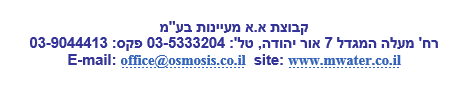 קבוצת א.א מעיינות בע"מ
רח' מעלה המגדל 7 אור יהודה, טל': 03-5333204 פקס: 03-9044413
E-mail: office@osmosis.co.il site: www.mwater.co.il